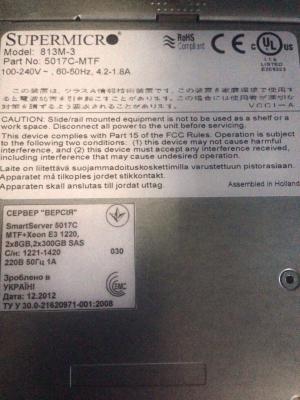 SUPERMICRO
Model: 813M-3
Part No: 5017C-MTF
100-240V~ , 60-50Hz, 4.2-1.8A
RoHS
Compliant
CE
UL
LISTED
I.T.E.
この装置は、クラスA情報技術装置です。この装置を家庭環境で使用す
ると電波妨害を引き起こすことがあります。この場合には使用者が適切な
対策を講ずるよう要求されることがあります。 VCCI-A
CAUTION: Slide/rail mounted equipment is not to be used as a shelf or a
work space. Disconnect all power to the unit before servicing.
This device complies with Part 15 of the FCC Rules. Operation is subject
to the following two conditions: (1) this device may not cause harmful
interference, and (2) this device must accept any interference received,
including interference that may cause undesired operation.
Laite on liitettävä suojamaadoituskoskettimilla varustettuun pistorasiaan.
Apparatet må tilkoples jordet stikkontakt.
Apparaten skall anslutas till jordat uttag. Assembled in Holland
СЕРВЕР "ВЕРСІЯ"
SmartServer 5017C
MTF+Xeon E3 1220,
2x8GB,2x300GB SAS
С/н: 1221-1420 030
220В 50Гц 1А
Зроблено в
УКРАЇНІ
Дата: 12.2012
ТУ У 30.0-21620971-001:2008
EMC